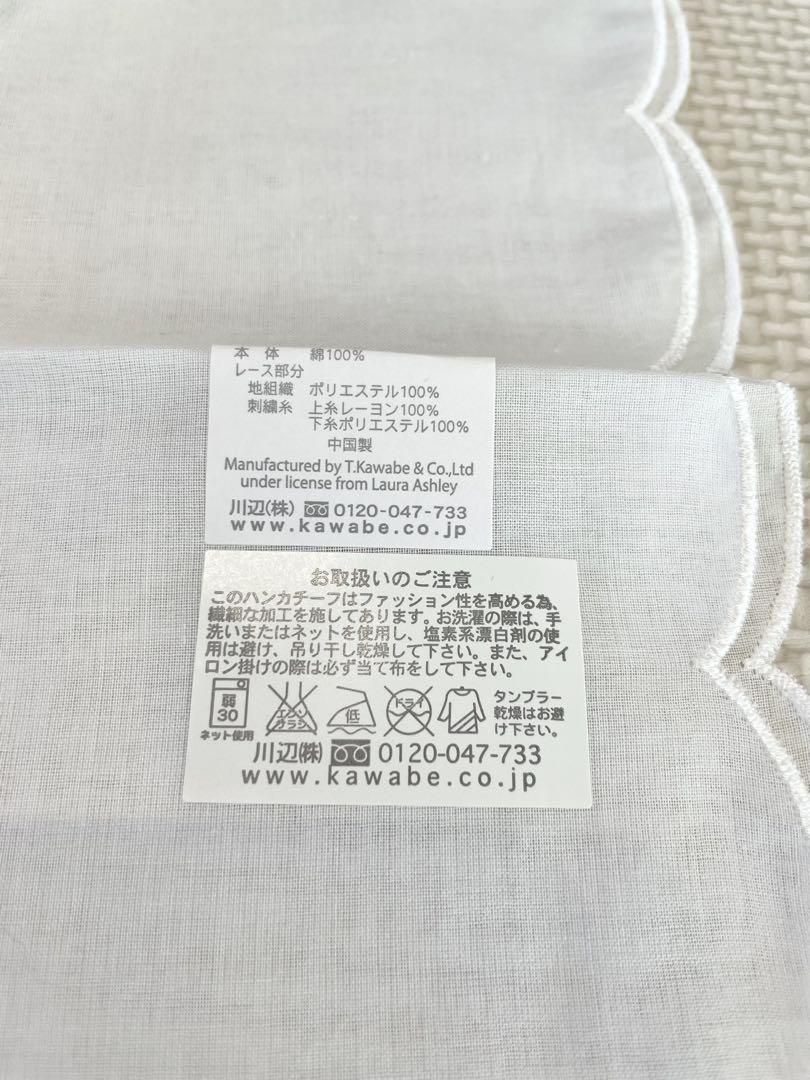 本体 綿100%
レース部分
地組織 ポリエステル100%
刺繍糸 上糸レーヨン100%
下糸ポリエステル100%
中国製
Manufactured by T.Kawabe & Co.,Ltd
under license from Laura Ashley
川辺(株) 0120-047-733
www.kawabe.co.jp
お取扱いのご注意
このハンカチーフはファッション性を高める為、
繊細な加工を施してあります。お洗濯の際は、手
洗いまたはネットを使用し、塩素系漂白剤の使
用は避け、吊り干し乾燥して下さい。また、アイ
ロン掛けの際は必ず当て布をして下さい。
弱
30
ネット使用
エンソ
サラシ
低
ドライ
タンブラー
乾燥はお避
け下さい。
川辺(株) 0120-047-733
www.kawabe.co.jp